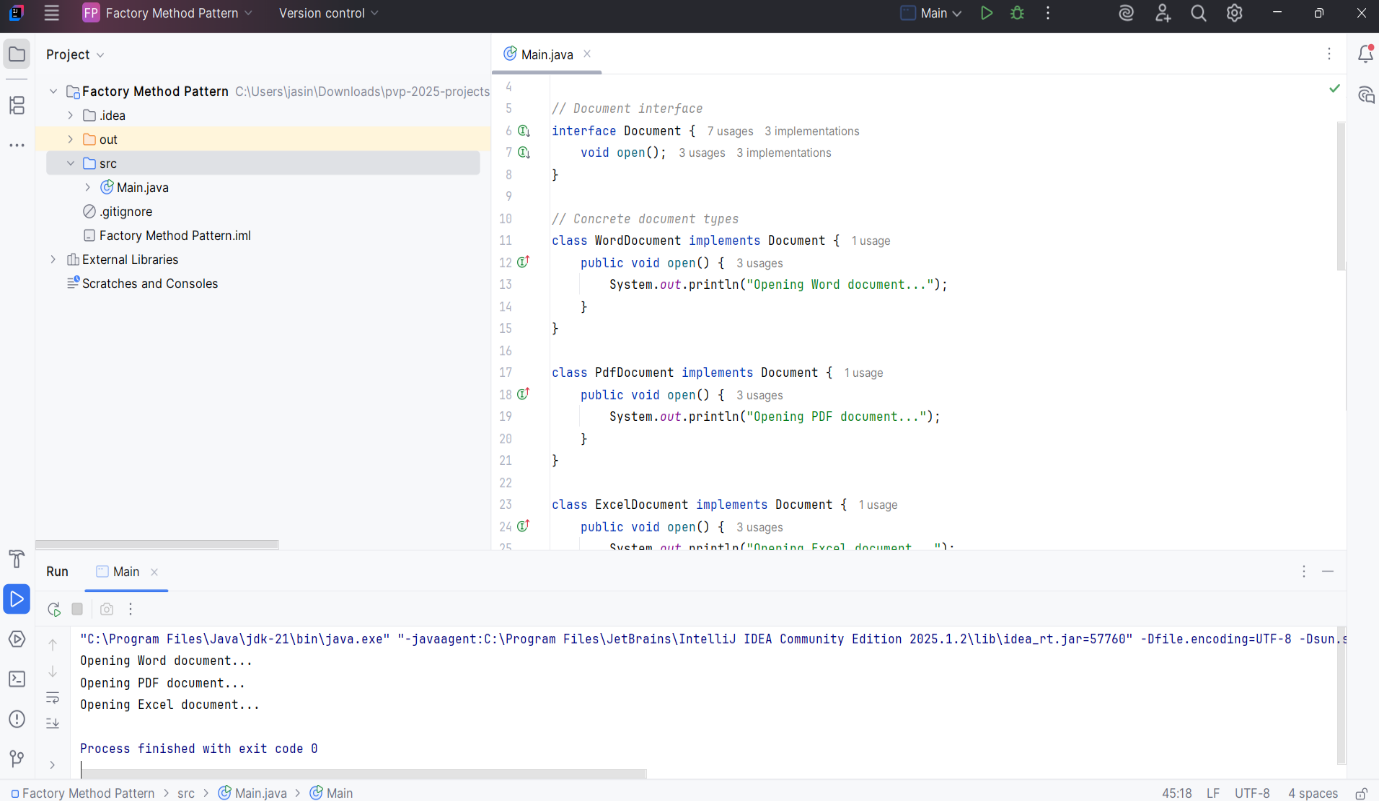 FP Factory Method Pattern Version control Main
Project
Main.java
Factory Method Pattern C:\Users\jasin\Downloads\pvp-2025-projects
.idea
out
src
Main.java
.gitignore
Factory Method Pattern.iml
External Libraries
Scratches and Consoles
4
5 // Document interface
6 interface Document { 7 usages 3 implementations
7 void open(); 3 usages 3 implementations
8 }
9
10 // Concrete document types
11 class WordDocument implements Document { 1 usage
12 public void open() { 3 usages
13 System.out.println("Opening Word document...");
14 }
15 }
16
17 class PdfDocument implements Document { 1 usage
18 public void open() { 3 usages
19 System.out.println("Opening PDF document...");
20 }
21 }
22
23 class ExcelDocument implements Document { 1 usage
24 public void open() { 3 usages
25 System.out.println("Opening Excel document...");
Run Main
"C:\Program Files\Java\jdk-21\bin\java.exe" "-javaagent:C:\Program Files\JetBrains\IntelliJ IDEA Community Edition 2025.1.2\lib\idea_rt.jar=57760" -Dfile.encoding=UTF-8 -Dsun.s
Opening Word document...
Opening PDF document...
Opening Excel document...
Process finished with exit code 0
Factory Method Pattern > src > Main.java > Main 45:18 LF UTF-8 4 spaces